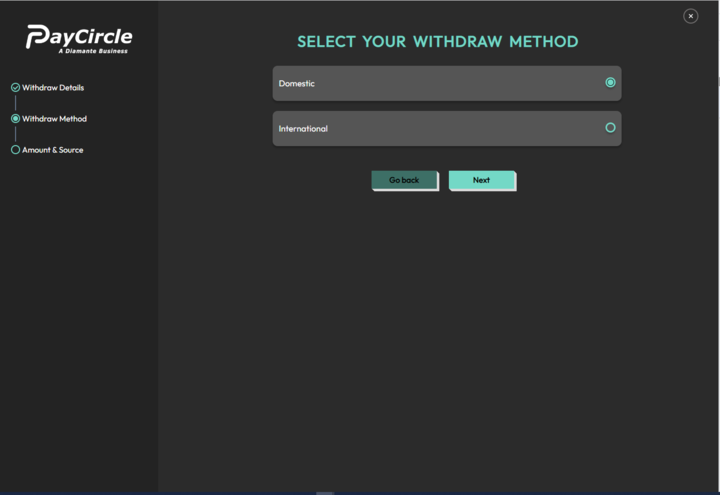 PayCircle
A Diamante Business
Withdraw Details
Withdraw Method
Amount & Source
SELECT YOUR WITHDRAW METHOD
Domestic
International
Go back
Next